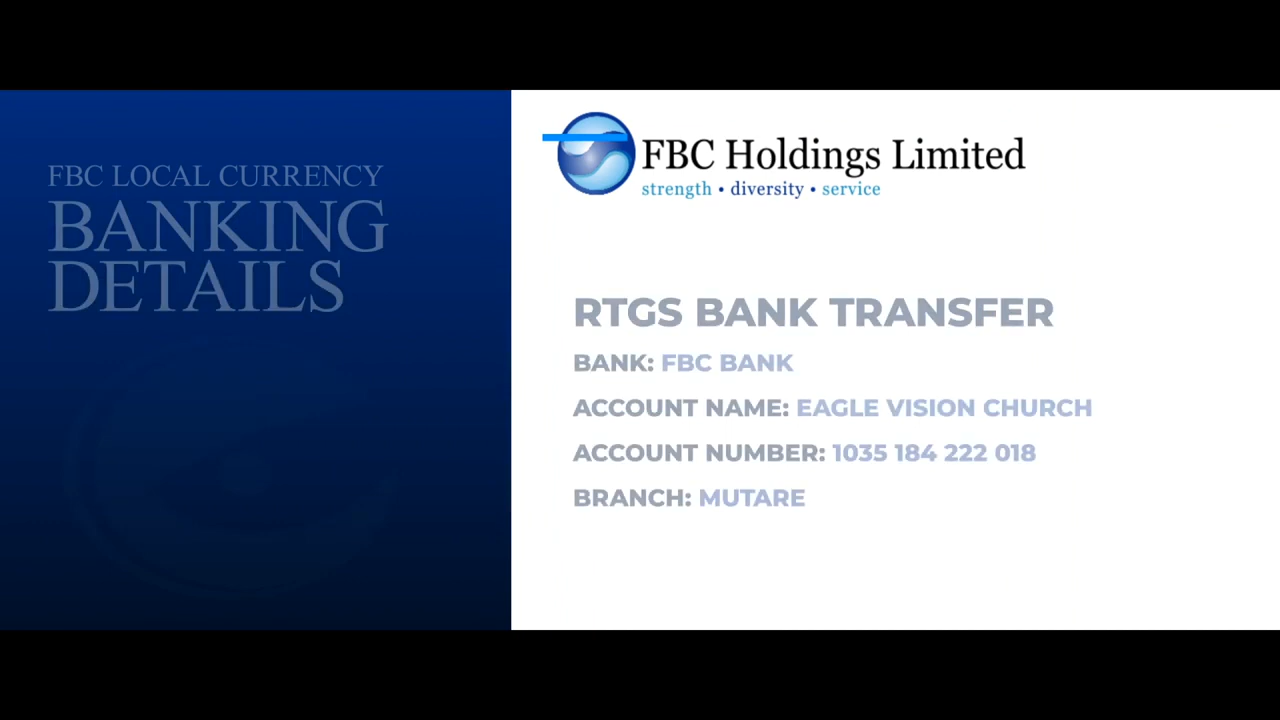 FBC LOCAL CURRENCY
BANKING
DETAILS
FBC Holdings Limited
strength • diversity • service
RTGS BANK TRANSFER
BANK: FBC BANK
ACCOUNT NAME: EAGLE VISION CHURCH
ACCOUNT NUMBER: 1035 184 222 018
BRANCH: MUTARE